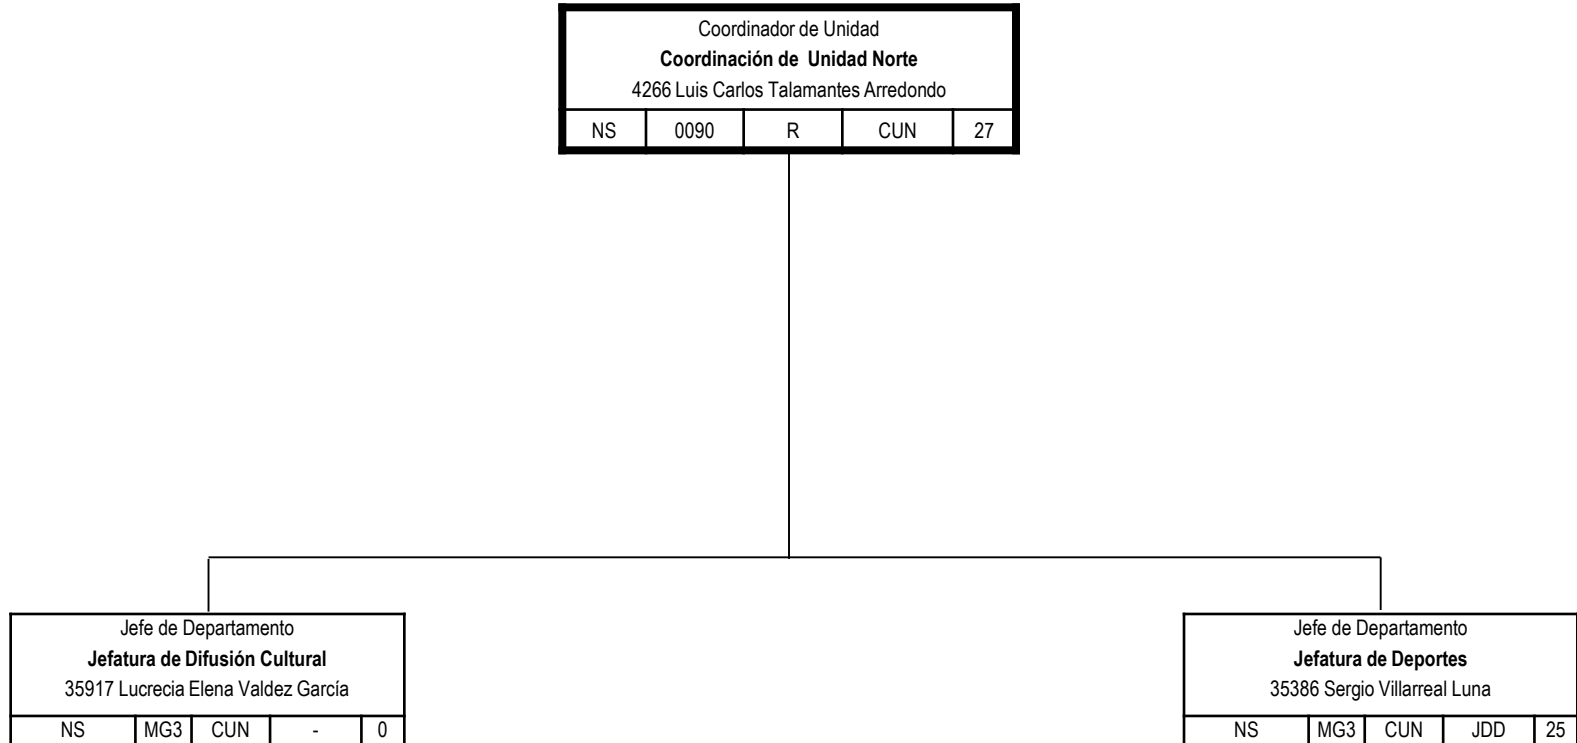 Coordinador de Unidad
Coordinación de Unidad Norte
4266 Luis Carlos Talamantes Arredondo
NS 0090 R CUN 27
Jefe de Departamento
Jefatura de Difusión Cultural
35917 Lucrecia Elena Valdez García
NS MG3 CUN - 0
Jefe de Departamento
Jefatura de Deportes
35386 Sergio Villarreal Luna
NS MG3 CUN JDD 25